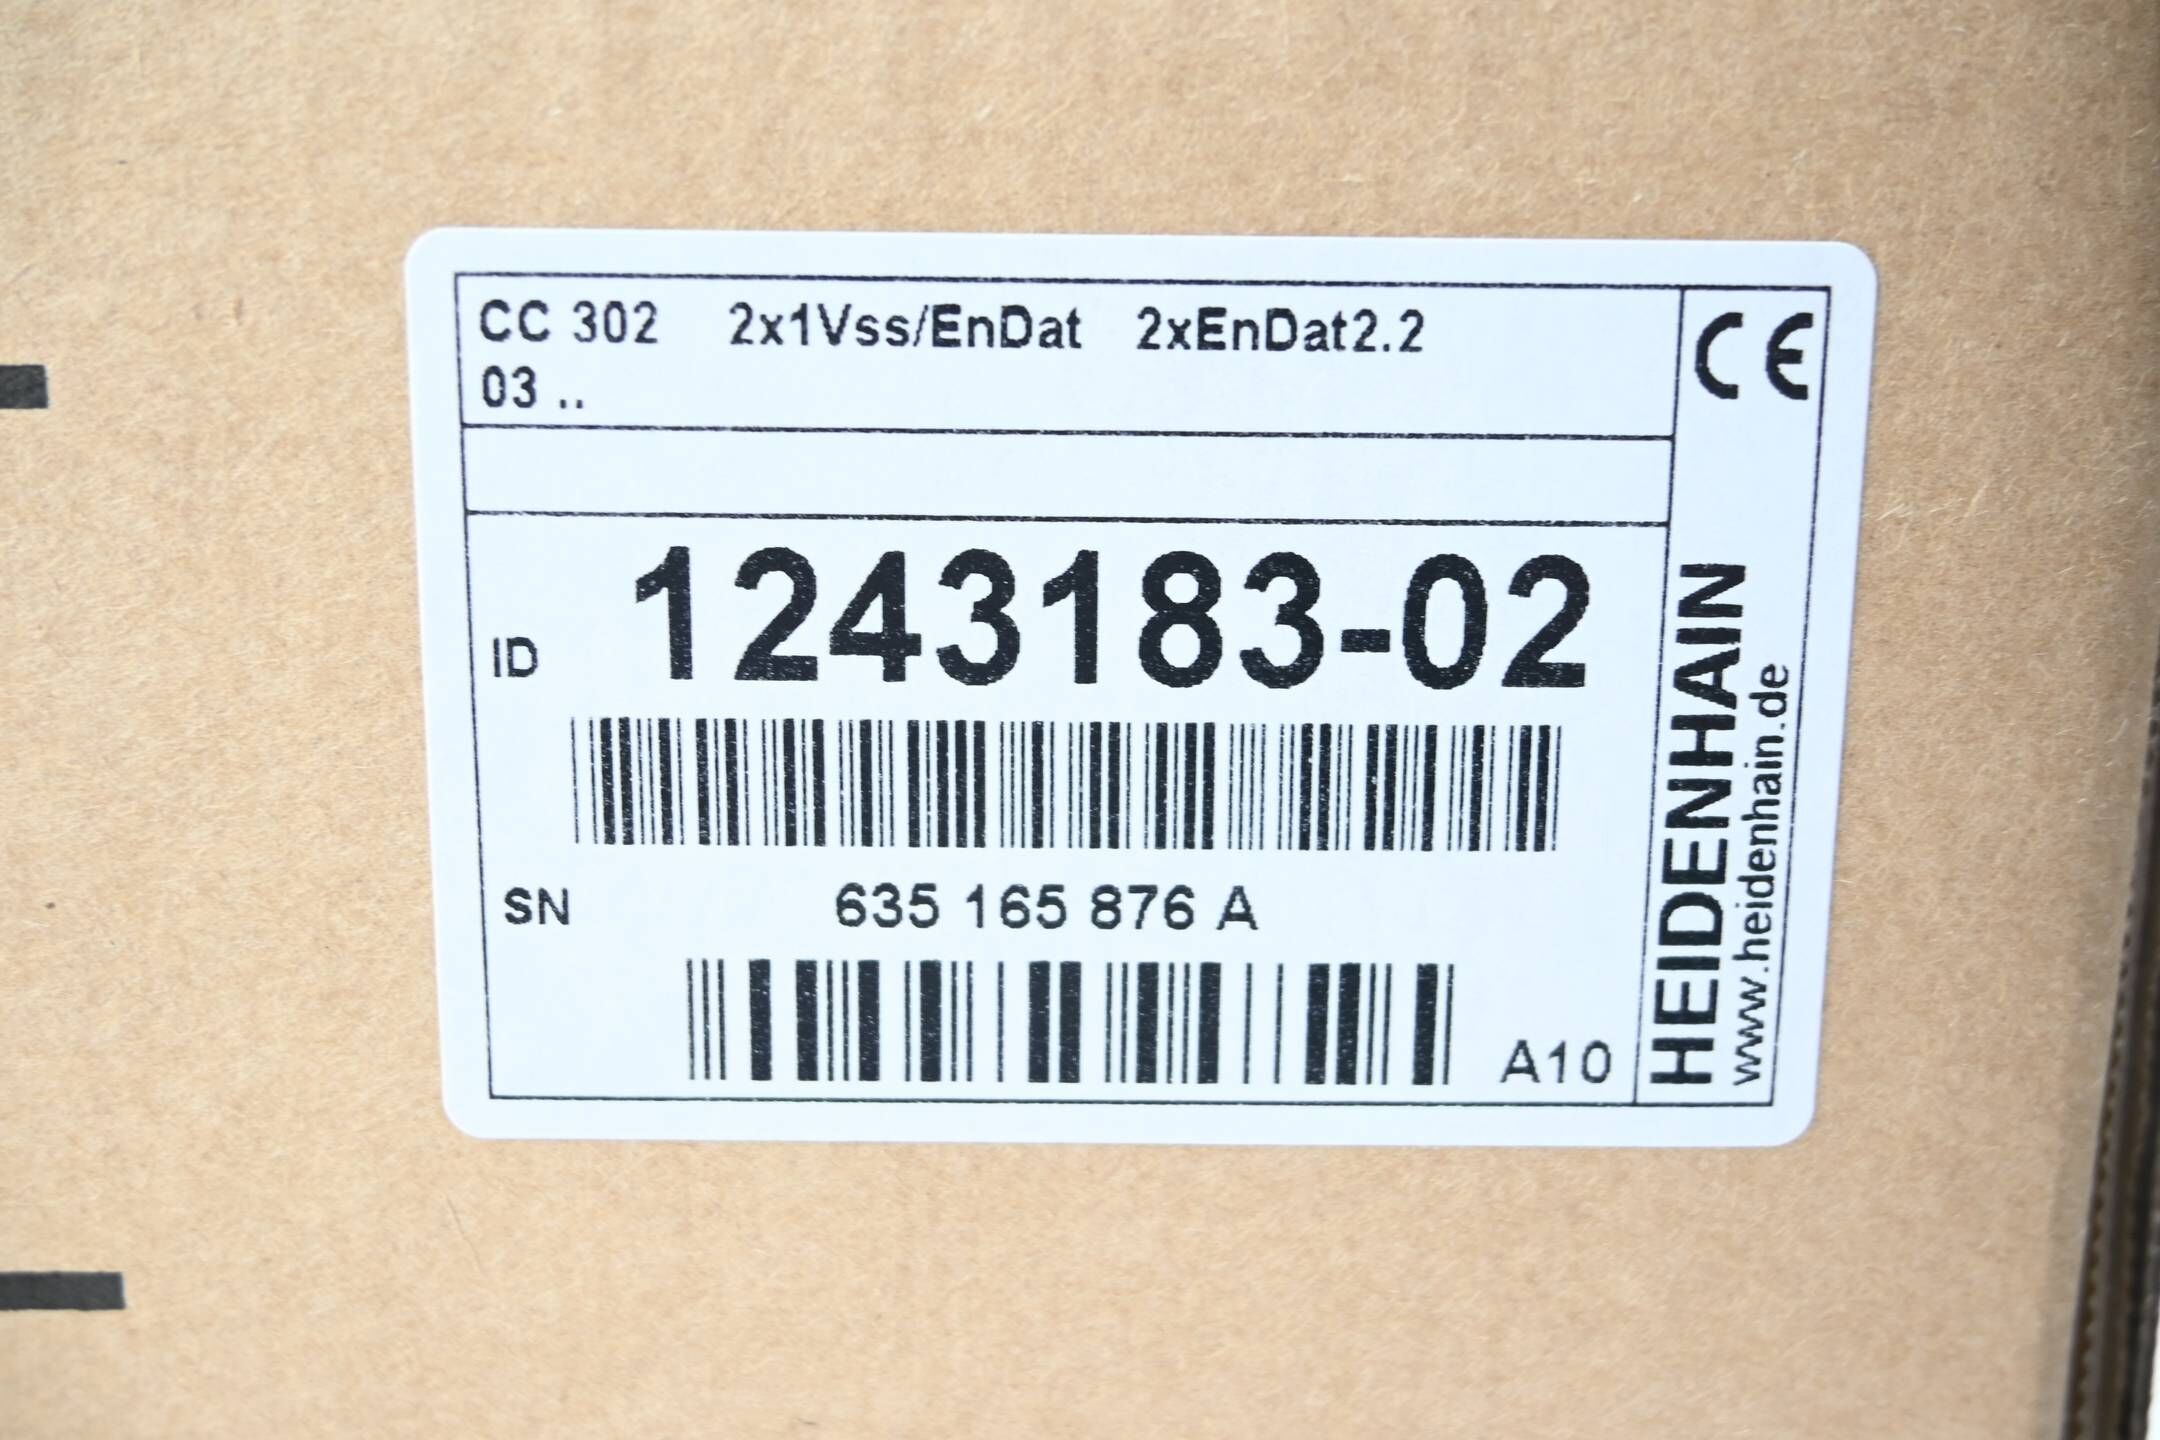 CC 302 2x1Vss/EnDat 2xEnDat2.2
03 ..
CE
ID 1243183-02
SN 635 165 876 A
A10
HEIDENHAIN
www.heidenhain.de